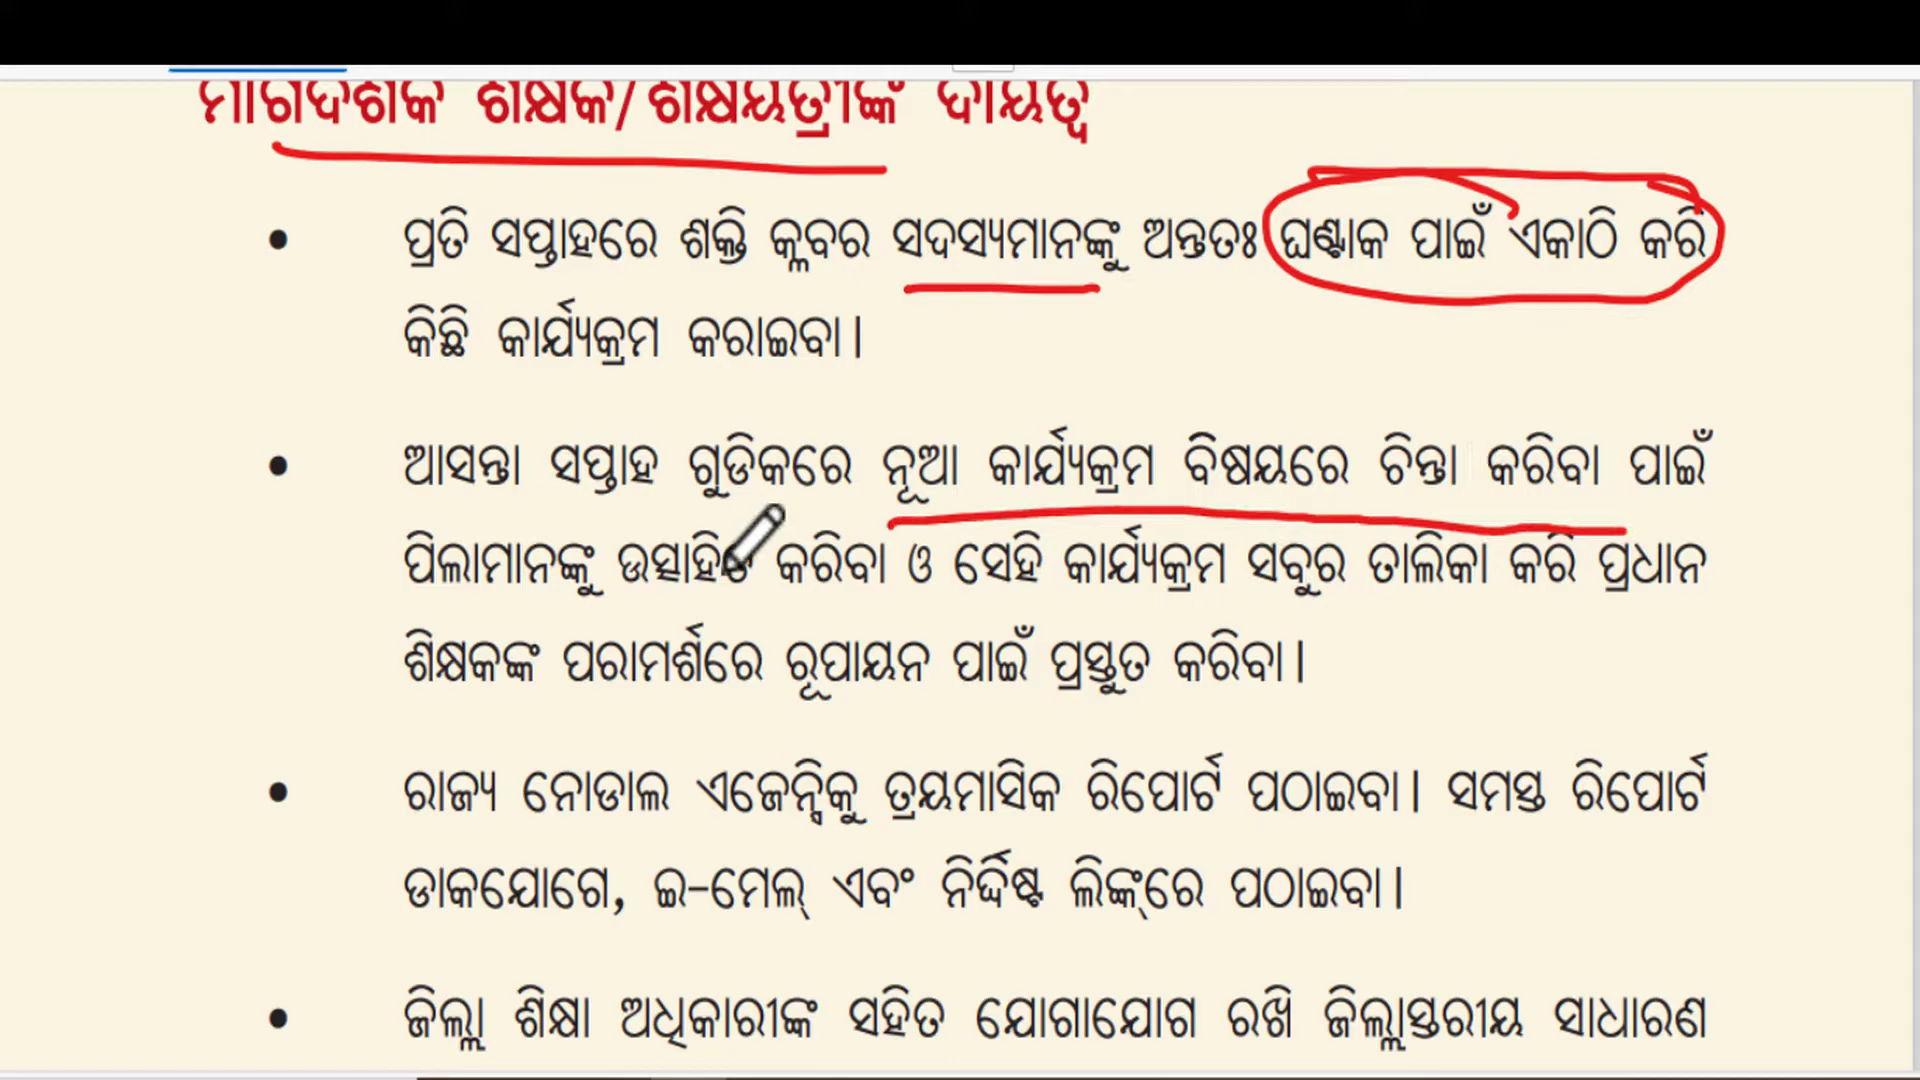 ମାର୍ଗଦର୍ଶକ ଶିକ୍ଷକ/ଶିକ୍ଷୟିତ୍ରୀଙ୍କ ଦାୟିତ୍ୱ
• ପ୍ରତି ସପ୍ତାହରେ ଶକ୍ତି କ୍ଳବର ସଦସ୍ୟମାନଙ୍କୁ ଅନ୍ତତଃ ଘଣ୍ଟାକ ପାଇଁ ଏକାଠି କରି
କିଛି କାର୍ଯ୍ୟକ୍ରମ କରାଇବା।
• ଆସନ୍ତା ସପ୍ତାହ ଗୁଡିକରେ ନୂଆ କାର୍ଯ୍ୟକ୍ରମ ବିଷୟରେ ଚିନ୍ତା କରିବା ପାଇଁ
ପିଲାମାନଙ୍କୁ ଉତ୍ସାହିତ କରିବା ଓ ସେହି କାର୍ଯ୍ୟକ୍ରମ ସବୁର ତାଲିକା କରି ପ୍ରଧାନ
ଶିକ୍ଷକଙ୍କ ପରାମର୍ଶରେ ରୂପାୟନ ପାଇଁ ପ୍ରସ୍ତୁତ କରିବା।
• ରାଜ୍ୟ ନୋଡାଲ ଏଜେନ୍ସିକୁ ତ୍ରୟମାସିକ ରିପୋର୍ଟ ପଠାଇବା। ସମସ୍ତ ରିପୋର୍ଟ
ଡାକଯୋଗେ, ଇ-ମେଲ୍ ଏବଂ ନିର୍ଦ୍ଦିଷ୍ଟ ଲିଙ୍କ୍‌ରେ ପଠାଇବା।
• ଜିଲ୍ଲା ଶିକ୍ଷା ଅଧିକାରୀଙ୍କ ସହିତ ଯୋଗାଯୋଗ ରଖି ଜିଲ୍ଲାସ୍ତରୀୟ ସାଧାରଣ